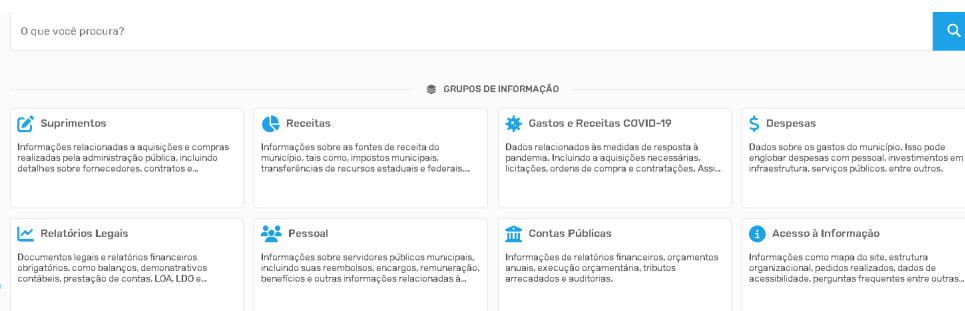 O que você procura?
GRUPOS DE INFORMAÇÃO
Suprimentos
Informações relacionadas a aquisições e compras
realizadas pela administração pública, incluindo
detalhes sobre fornecedores, contratos e...
Receitas
Informações sobre as fontes de receita do
município, tais como, impostos municipais,
transferências de recursos estaduais e federais,...
Gastos e Receitas COVID-19
Dados relacionados às medidas de resposta à
pandemia. Incluindo a aquisições necessárias,
licitações, ordens de compra e contratações. Assi...
Despesas
Dados sobre os gastos do município. Isso pode
englobar despesas com pessoal, investimentos em
infraestrutura, serviços públicos, entre outros.
Relatórios Legais
Documentos legais e relatórios financeiros
obrigatórios, como balanços, demonstrativos
contábeis, prestação de contas, LOA, LDO e...
Pessoal
Informações sobre servidores públicos municipais,
incluindo suas reembolsos, encargos, remuneração,
benefícios e outras informações relacionadas à...
Contas Públicas
Informações de relatórios financeiros, orçamentos
anuais, execução orçamentária, tributos
arrecadados e auditorias.
Acesso à Informação
Informações como mapa do site, estrutura
organizacional, pedidos realizados, dados de
acessibilidade, perguntas frequentes entre outras...